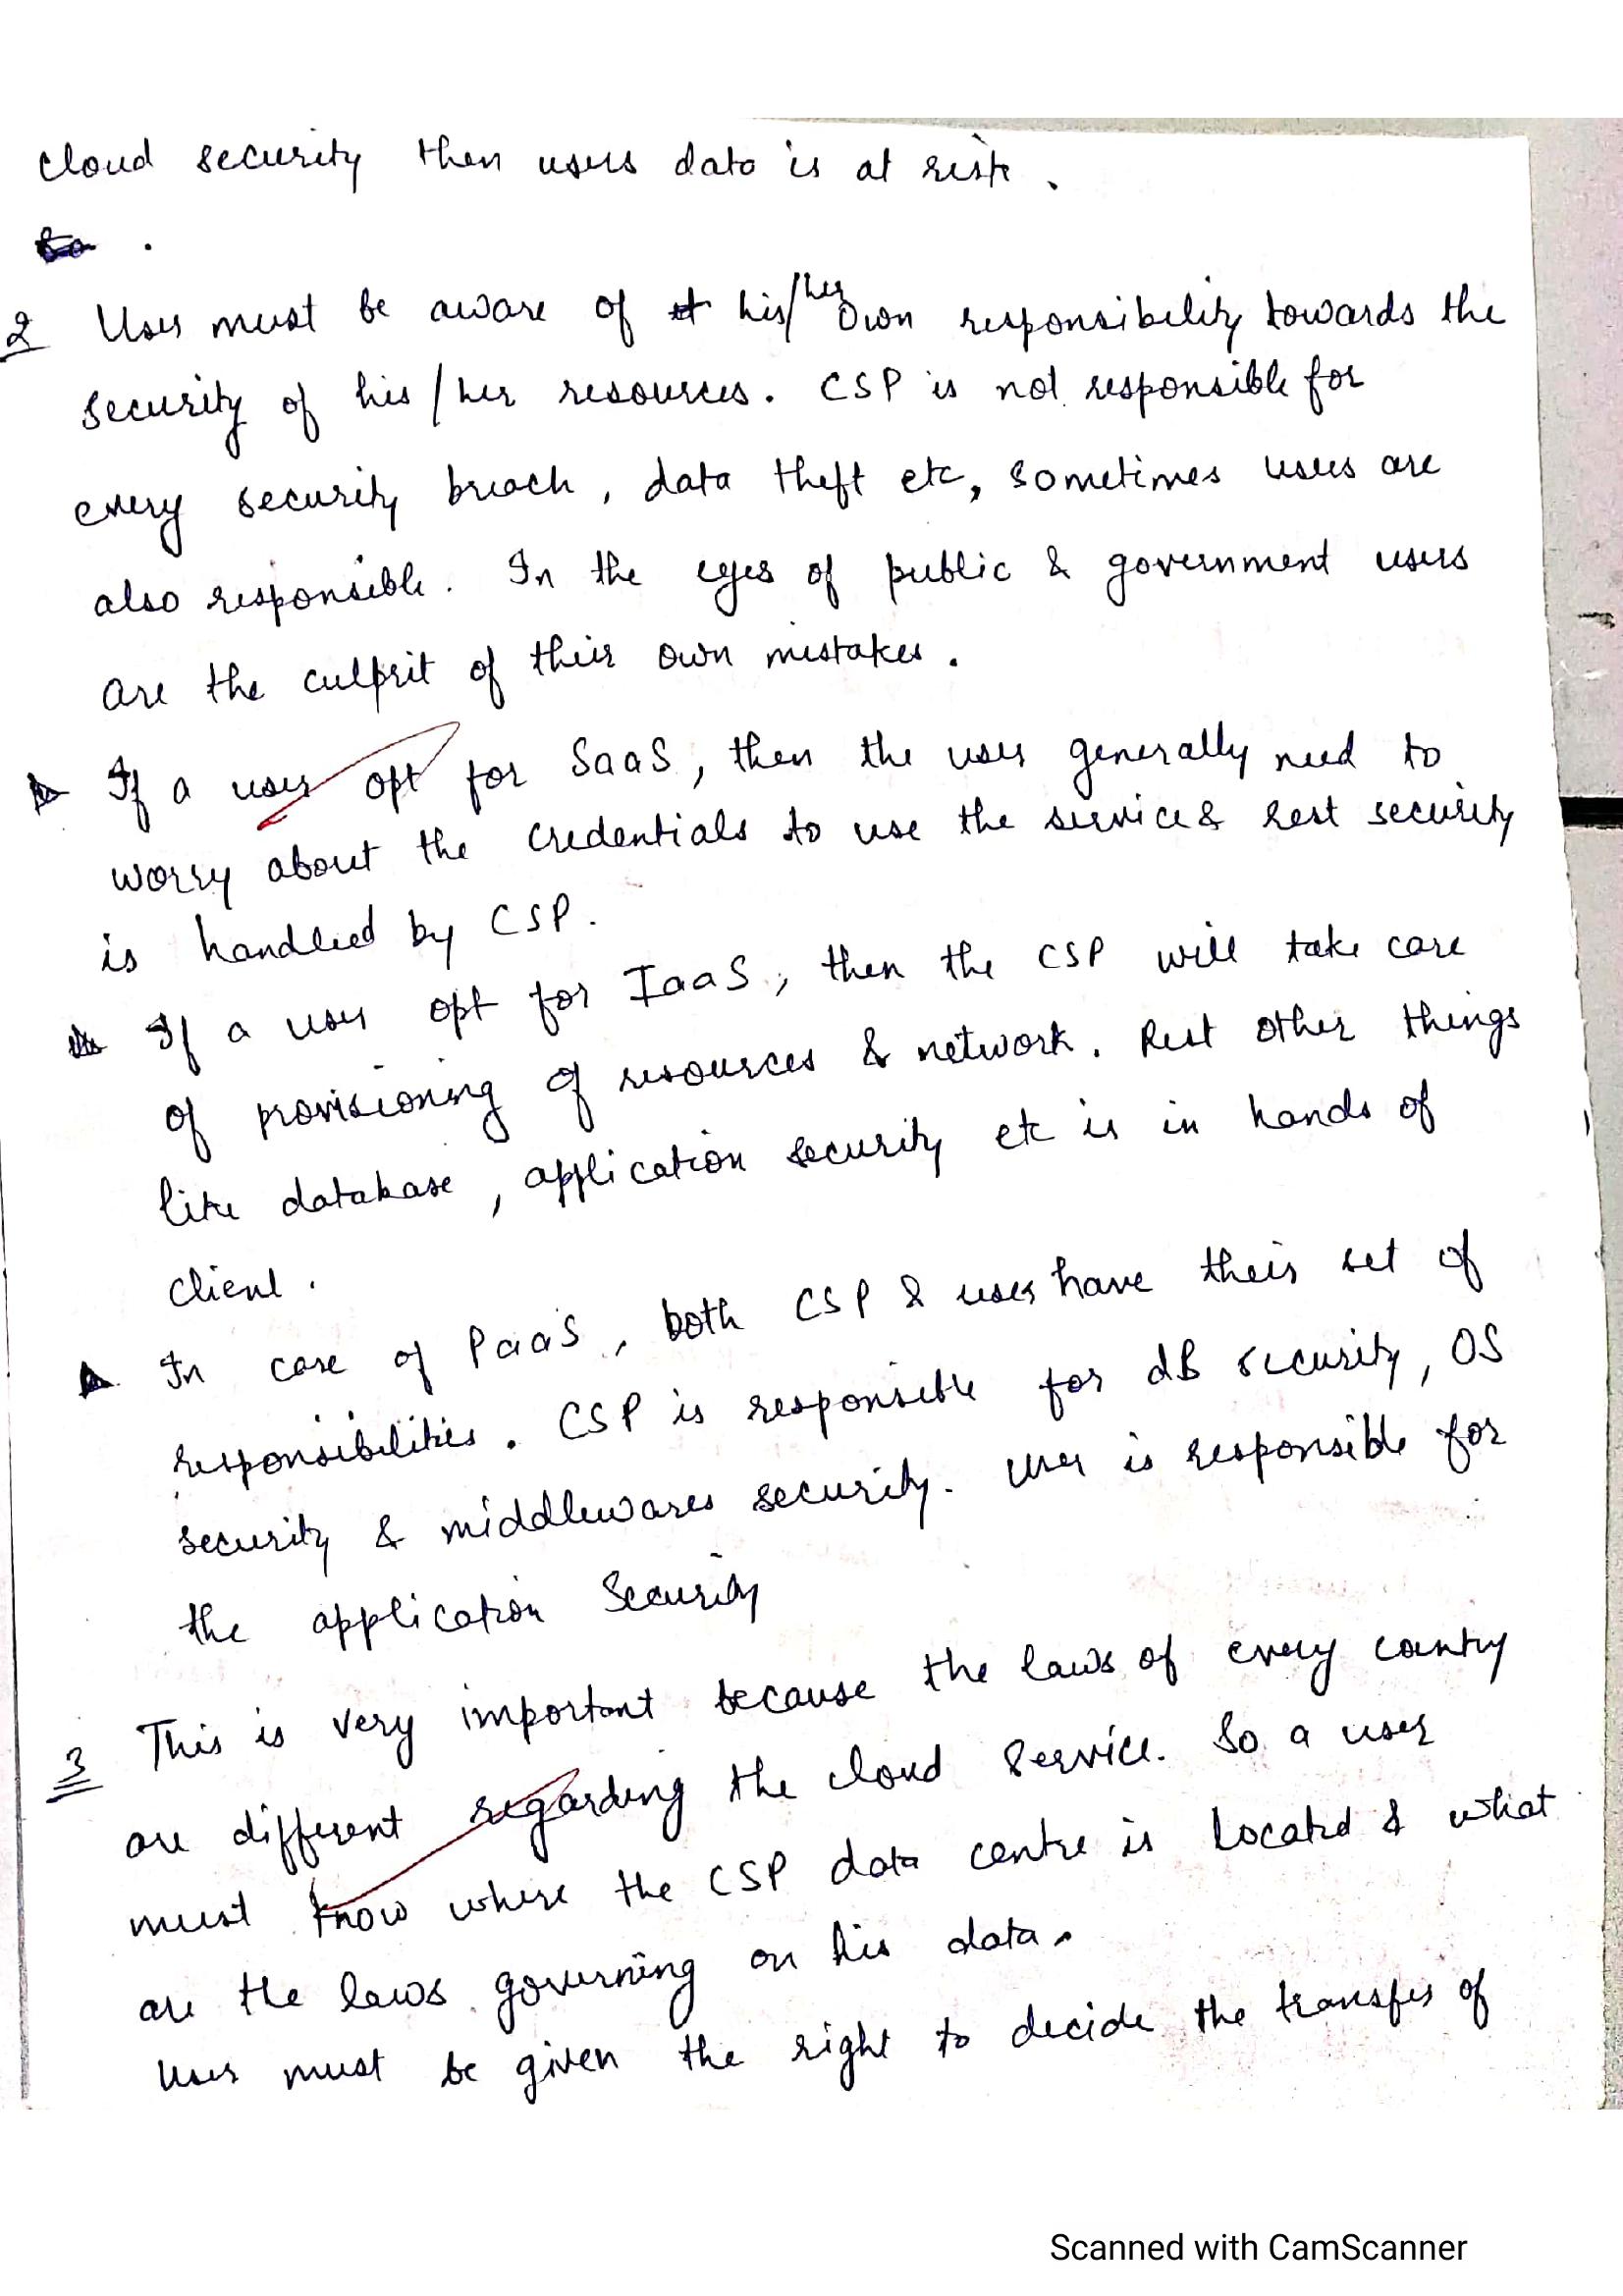 cloud security then users data is at risk.
2 User must be aware of his/her own responsibility towards the
security of his/her resources. CSP is not responsible for
every security breach, data theft etc, sometimes users are
also responsible. In the eyes of public & government users
are the culprit of their own mistakes.
If a user opt for SaaS, then the user generally need to
worry about the credentials to use the service & rest security
is handled by CSP.
If a user opt for IaaS, then the CSP will take care
of provisioning of resources & network. Rest other things
like database, application security etc is in hands of
client.
In case of PaaS, both CSP & user have their set of
responsibilities. CSP is responsible for dB security, OS
security & middlewares security. User is responsible for
the application Security
3 This is very important because the laws of every country
are different regarding the cloud service. So a user
must know where the CSP data centre is located & what
are the laws governing on his data.
User must be given the right to decide the transfer of
Scanned with CamScanner